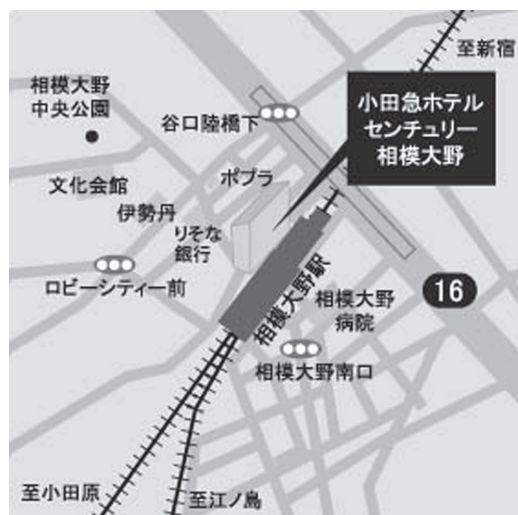 至新宿
相模大野
中央公園
小田急ホテル
センチュリー
相模大野
谷口陸橋下
ポプラ
文化会館
伊勢丹
りそな
銀行
ロビーシティー前
相模大野駅
相模大野
病院
16
相模大野南口
至小田原
至江ノ島